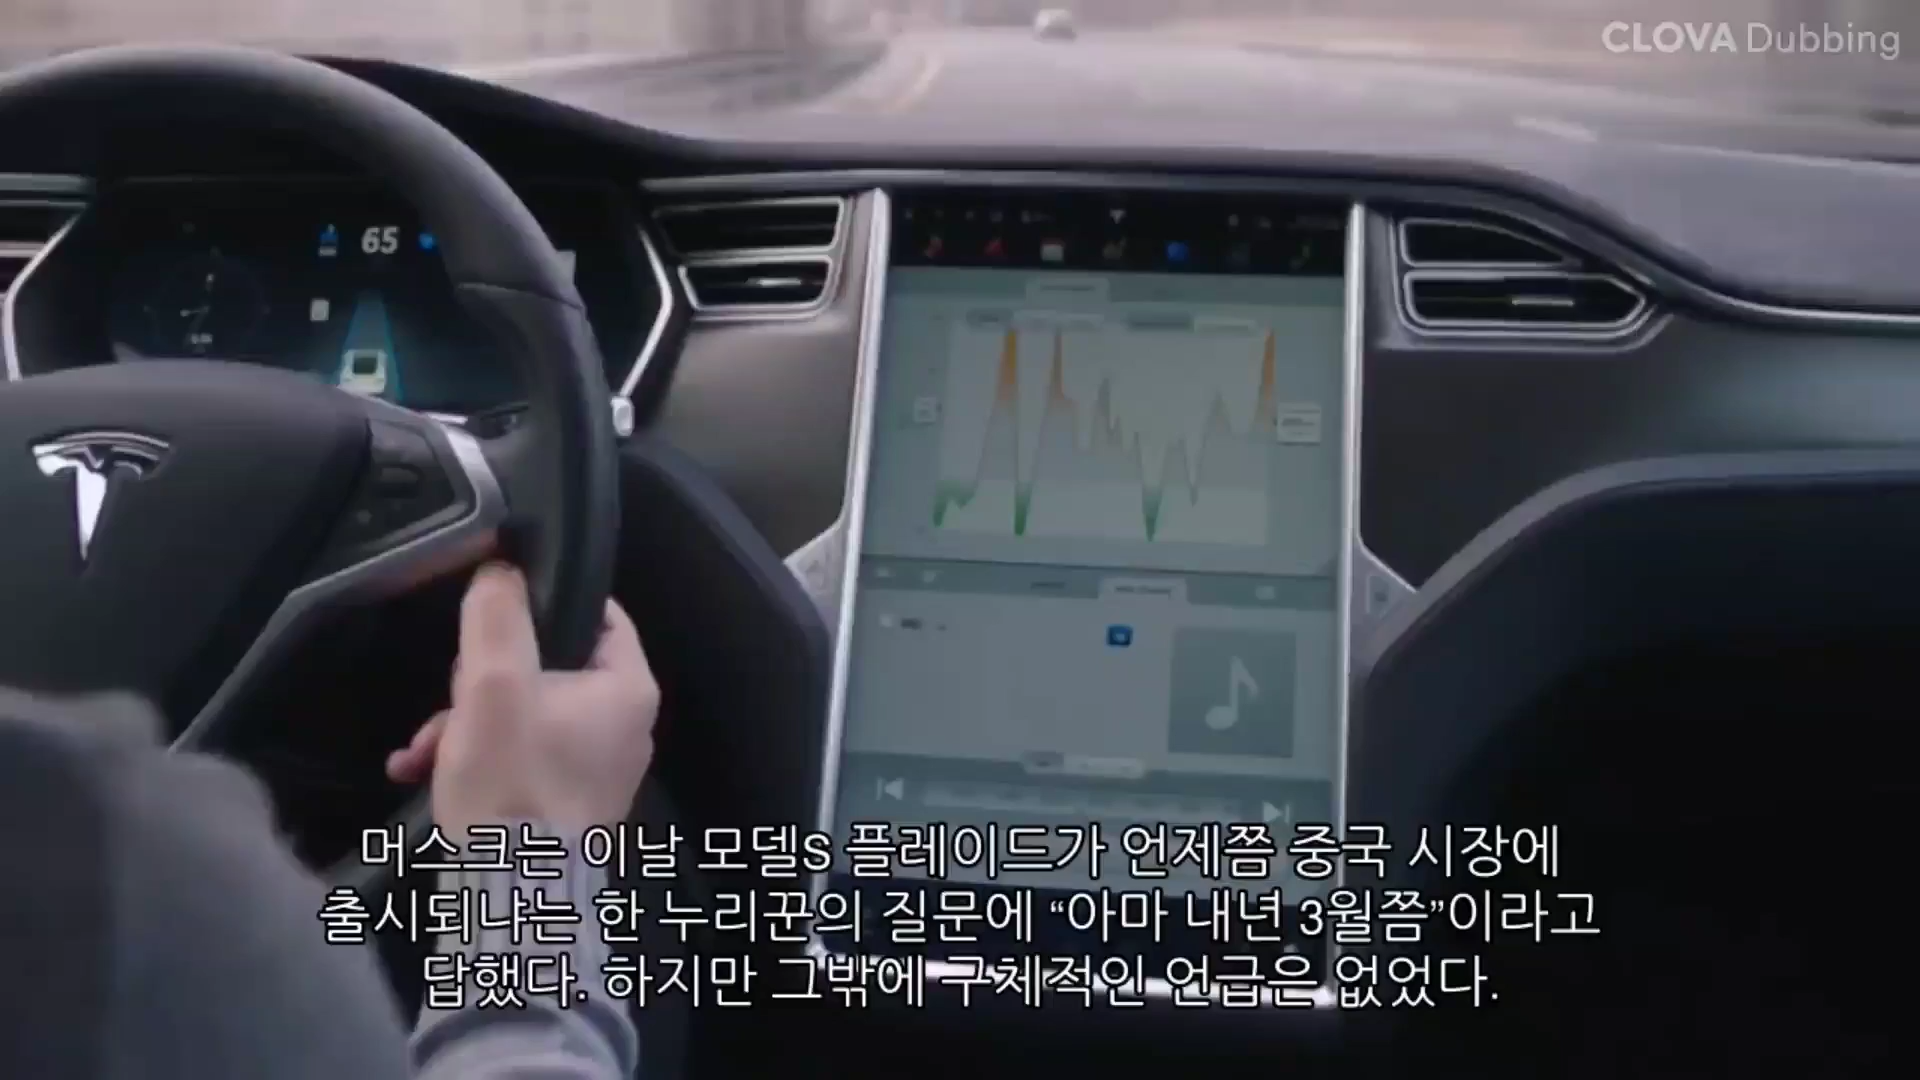 CLOVA Dubbing
65
머스크는 이날 모델S 플레이드가 언제쯤 중국 시장에
출시되냐는 한 누리꾼의 질문에 “아마 내년 3월쯤”이라고
답했다. 하지만 그밖에 구체적인 언급은 없었다.